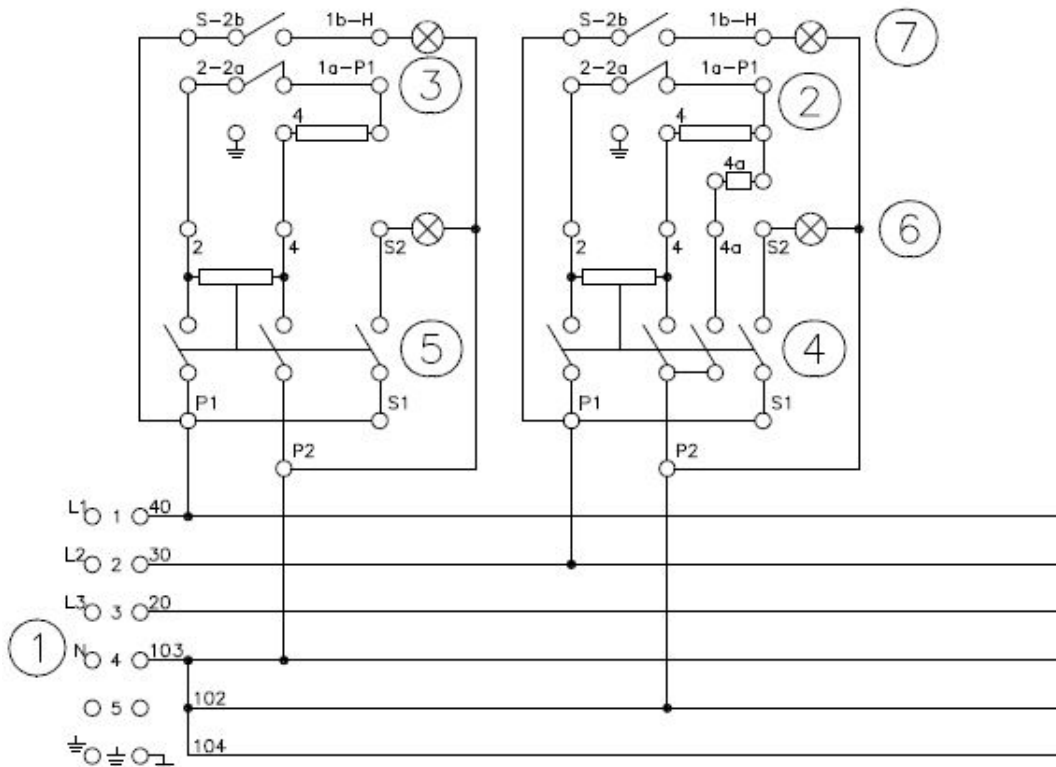 S-2b 1b-H S-2b 1b-H 7
2-2a 1a-P1 3 2-2a 1a-P1 2
4 4
4a
2 4 S2 2 4 4a S2 6
5 4
P1 S1 P1 S1
P2 P2
L1 1 40
L2 2 30
L3 3 20
1 N 4 103
5 102
104